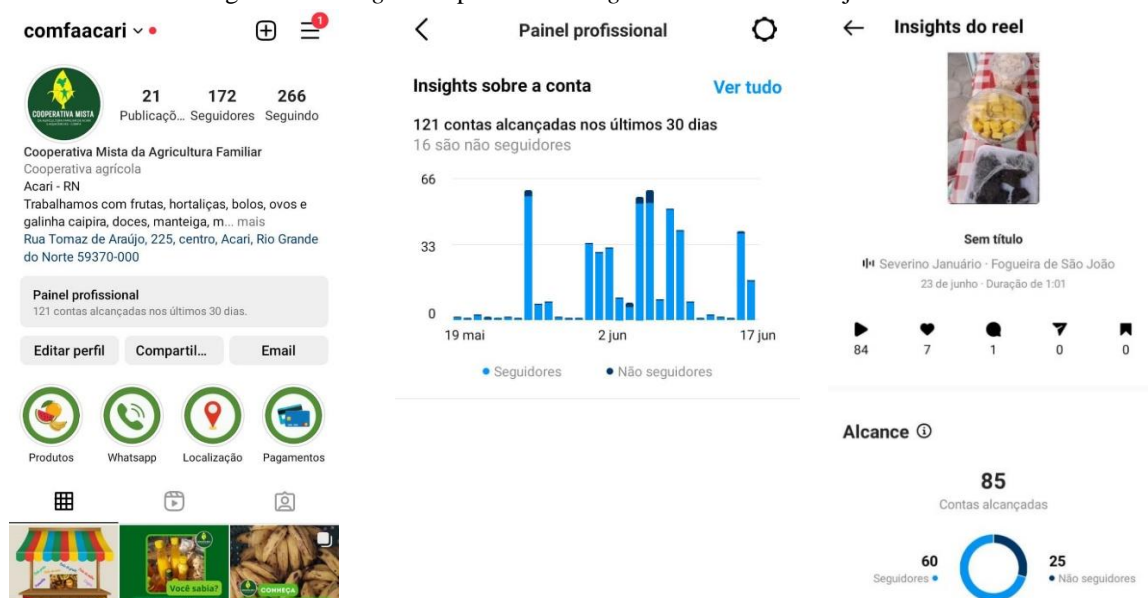 comfaacari
1
COOPERATIVA MISTA
21
172
266
Publicaçõ...
Seguidores
Seguindo
Cooperativa Mista da Agricultura Familiar
Cooperativa agrícola
Acari - RN
Trabalhamos com frutas, hortaliças, bolos, ovos e
galinha caipira, doces, manteiga, m... mais
Rua Tomaz de Araújo, 225, centro, Acari, Rio Grande
do Norte 59370-000
Painel profissional
121 contas alcançadas nos últimos 30 dias.
Editar perfil
Compartil...
Email
Produtos
Whatsapp
Localização
Pagamentos
Você sabia?
CONHEÇA
Painel profissional
Insights sobre a conta
Ver tudo
121 contas alcançadas nos últimos 30 dias
16 são não seguidores
66
33
0
19 mai
2 jun
17 jun
Seguidores
Não seguidores
Insights do reel
Sem título
Severino Januário · Fogueira de São João
23 de junho · Duração de 1:01
84
7
1
0
0
Alcance
85
Contas alcançadas
60
Seguidores
25
Não seguidores